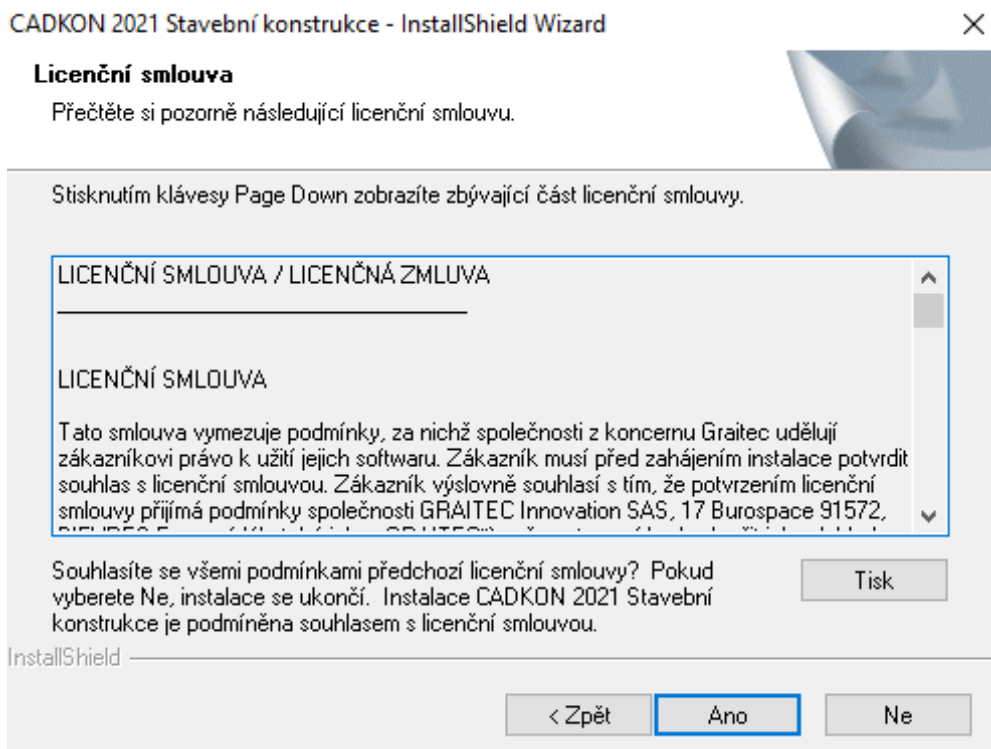 CADKON 2021 Stavební konstrukce - InstallShield Wizard
Licenční smlouva
Přečtěte si pozorně následující licenční smlouvu.
Stisknutím klávesy Page Down zobrazíte zbývající část licenční smlouvy.
LICENČNÍ SMLOUVA / LICENČNÁ ZMLUVA
LICENČNÍ SMLOUVA
Tato smlouva vymezuje podmínky, za nichž společnosti z koncernu Graitec udělují
zákazníkovi právo k užití jejich softwaru. Zákazník musí před zahájením instalace potvrdit
souhlas s licenční smlouvou. Zákazník výslovně souhlasí s tím, že potvrzením licenční
smlouvy přijímá podmínky společnosti GRAITEC Innovation SAS, 17 Burospace 91572,
Souhlasíte se všemi podmínkami předchozí licenční smlouvy? Pokud
vyberete Ne, instalace se ukončí. Instalace CADKON 2021 Stavební
konstrukce je podmíněna souhlasem s licenční smlouvou.
Tisk
InstallShield
< Zpět
Ano
Ne